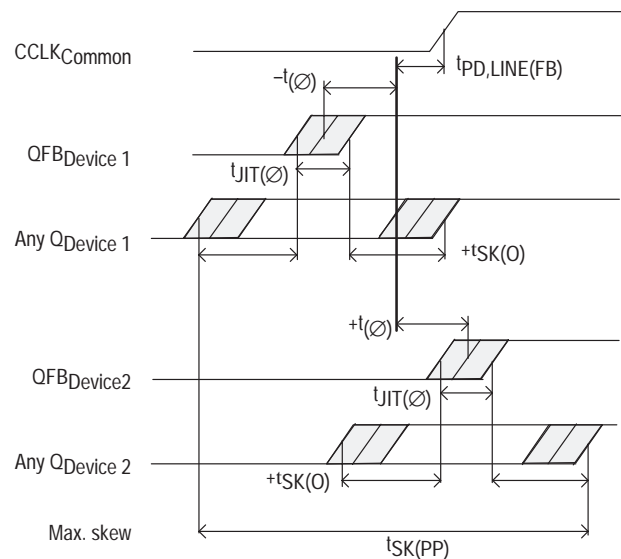 CCLKCommon
tPD,LINE(FB)
–t(∅)
QFBDevice 1
tJIT(∅)
Any QDevice 1
+tSK(O)
+t(∅)
QFBDevice2
tJIT(∅)
Any QDevice 2
+tSK(O)
Max. skew
tSK(PP)